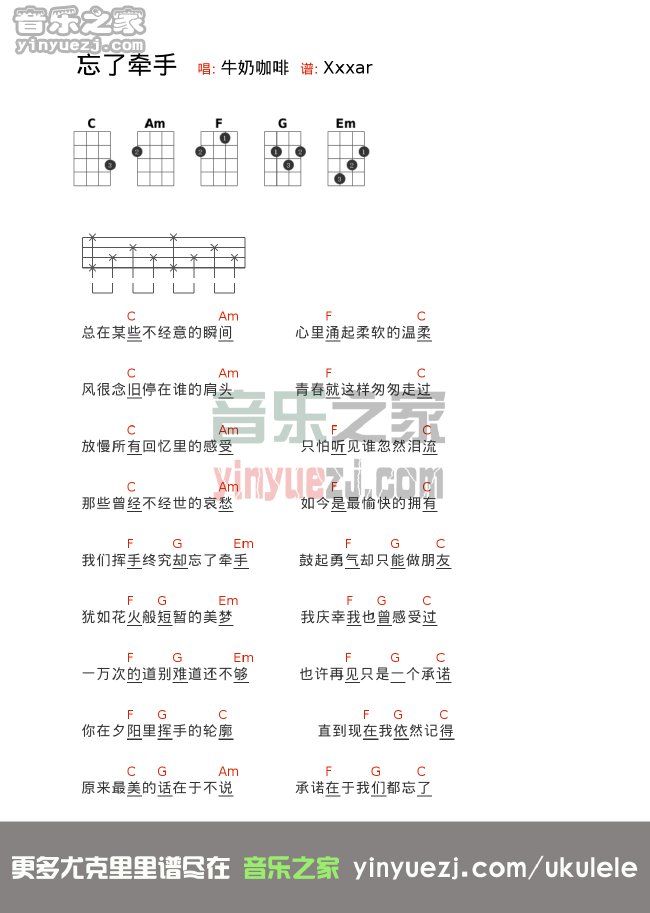 音乐之家
yinyuezj.com
忘了牵手 唱: 牛奶咖啡 谱: Xxxar
C Am F G Em
3 2 2 1 1 2 3 1 2 3
C Am F C
总在某些不经意的瞬间 心里涌起柔软的温柔
C Am F C
风很念旧停在谁的肩头 青春就这样匆匆走过
C Am F C
放慢所有回忆里的感受 只怕听见谁忽然泪流
C Am F C
那些曾经不经世的哀愁 如今是最愉快的拥有
F G Em F G C
我们挥手终究却忘了牵手 鼓起勇气却只能做朋友
F G Em F G C
犹如花火般短暂的美梦 我庆幸我也曾感受过
F G Em F G C
一万次的道别难道还不够 也许再见只是一个承诺
F G C F G C
你在夕阳里挥手的轮廓 直到现在我依然记得
C G Am F G C
原来最美的话在于不说 承诺在于我们都忘了
音乐之家
yinyuezj.com
更多尤克里里谱尽在 音乐之家 yinyuezj.com/ukulele